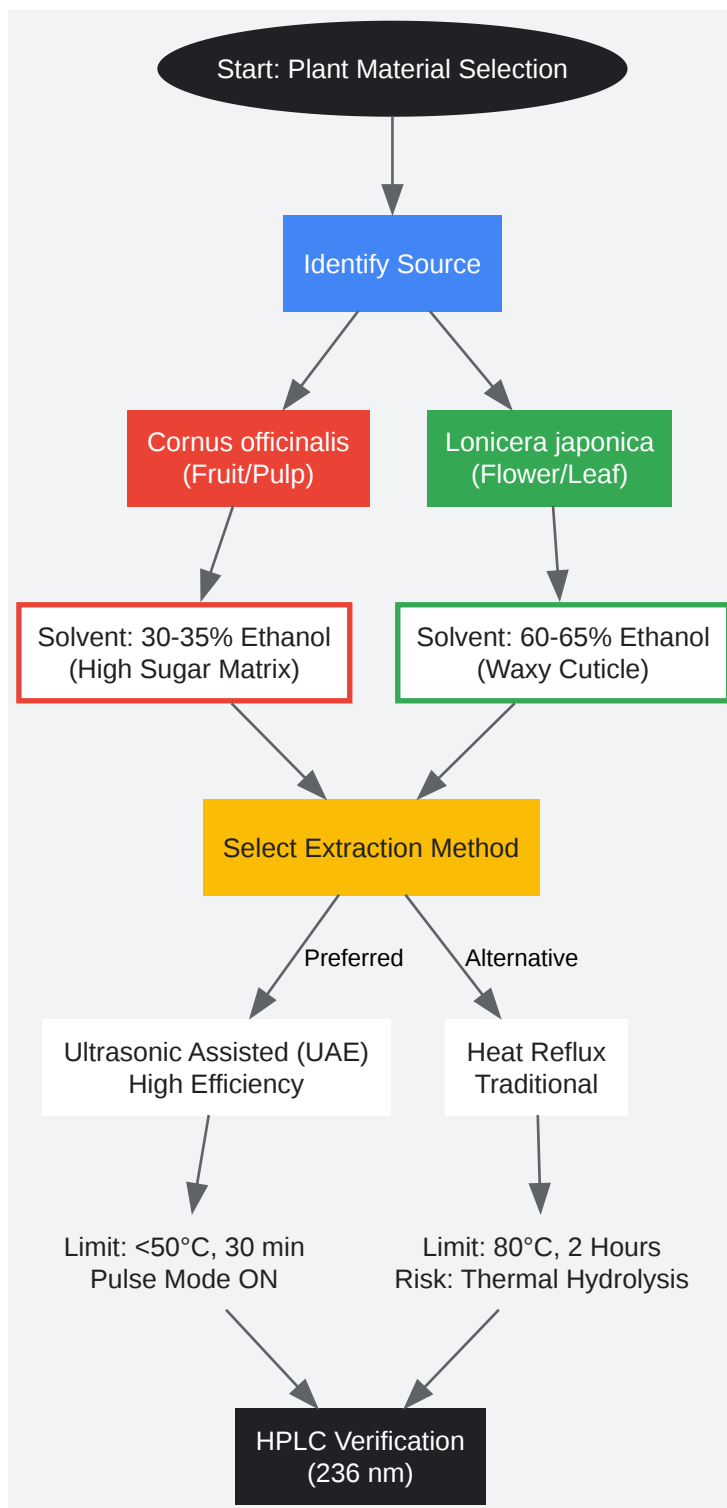 Start: Plant Material Selection
Identify Source
Cornus officinalis
(Fruit/Pulp)
Lonicera japonica
(Flower/Leaf)
Solvent: 30-35% Ethanol
(High Sugar Matrix)
Solvent: 60-65% Ethanol
(Waxy Cuticle)
Select Extraction Method
Preferred
Alternative
Ultrasonic Assisted (UAE)
High Efficiency
Heat Reflux
Traditional
Limit: <50°C, 30 min
Pulse Mode ON
Limit: 80°C, 2 Hours
Risk: Thermal Hydrolysis
HPLC Verification
(236 nm)